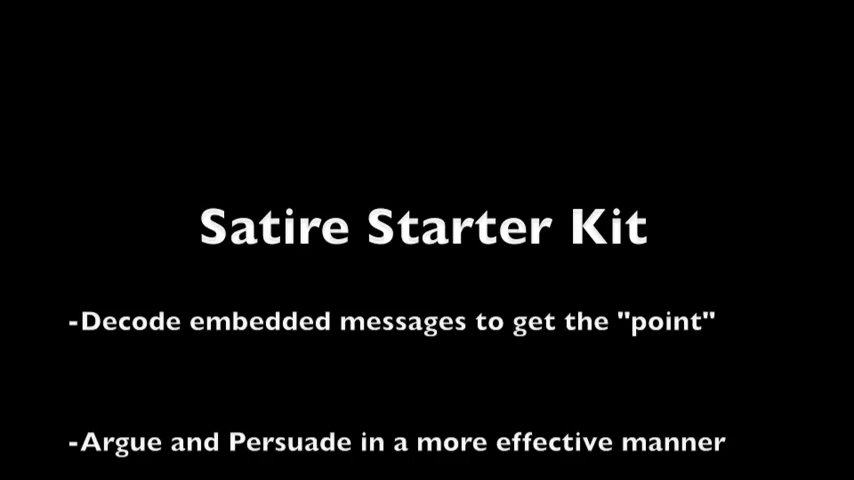 Satire Starter Kit
-Decode embedded messages to get the "point"
-Argue and Persuade in a more effective manner